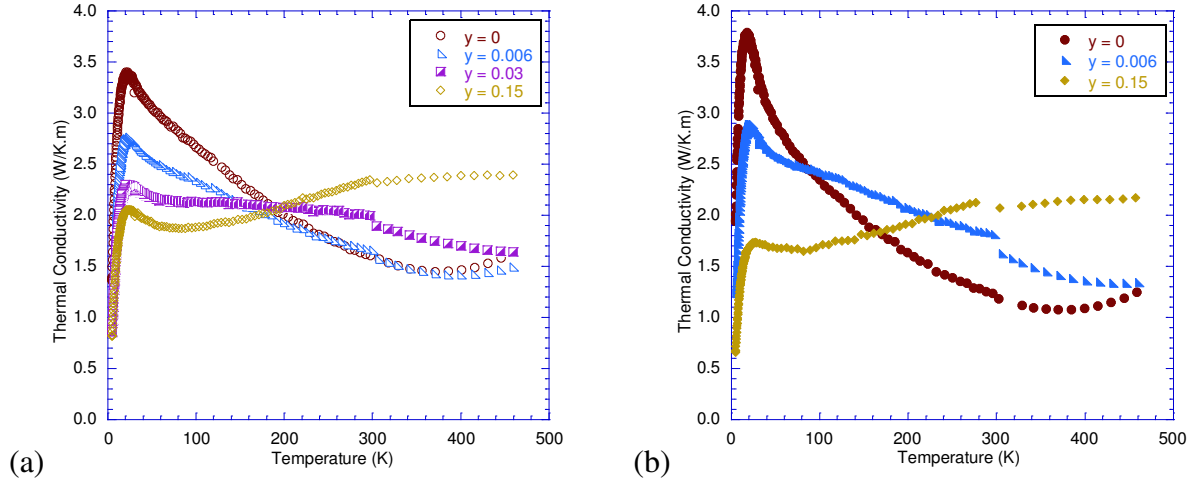 4.0
3.5
3.0
2.5
2.0
1.5
1.0
0.5
0.0
Thermal Conductivity (W/K.m)
y = 0
y = 0.006
y = 0.03
y = 0.15
0 100 200 300 400 500
Temperature (K)
(a)
4.0
3.5
3.0
2.5
2.0
1.5
1.0
0.5
0.0
Thermal Conductivity (W/K.m)
y = 0
y = 0.006
y = 0.15
0 100 200 300 400 500
Temperature (K)
(b)